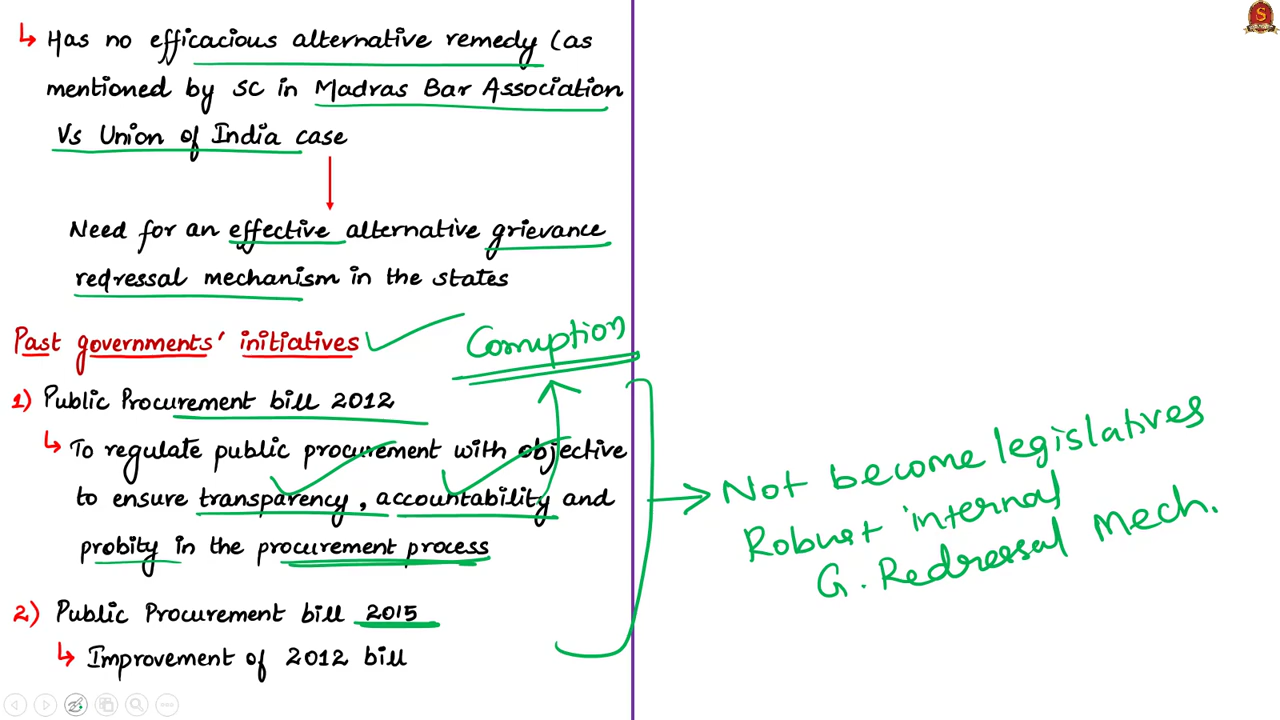 ↳ Has no efficacious alternative remedy (as
mentioned by SC in Madras Bar Association
Vs Union of India case
Need for an effective alternative grievance
redressal mechanism in the states
Past governments' initiatives
Corruption
1) Public Procurement bill 2012
↳ To regulate public procurement with objective
to ensure transparency, accountability and
probity in the procurement process
2) Public Procurement bill 2015
↳ Improvement of 2012 bill
Not become legislatives
Robust internal
G. Redressal Mech.
S